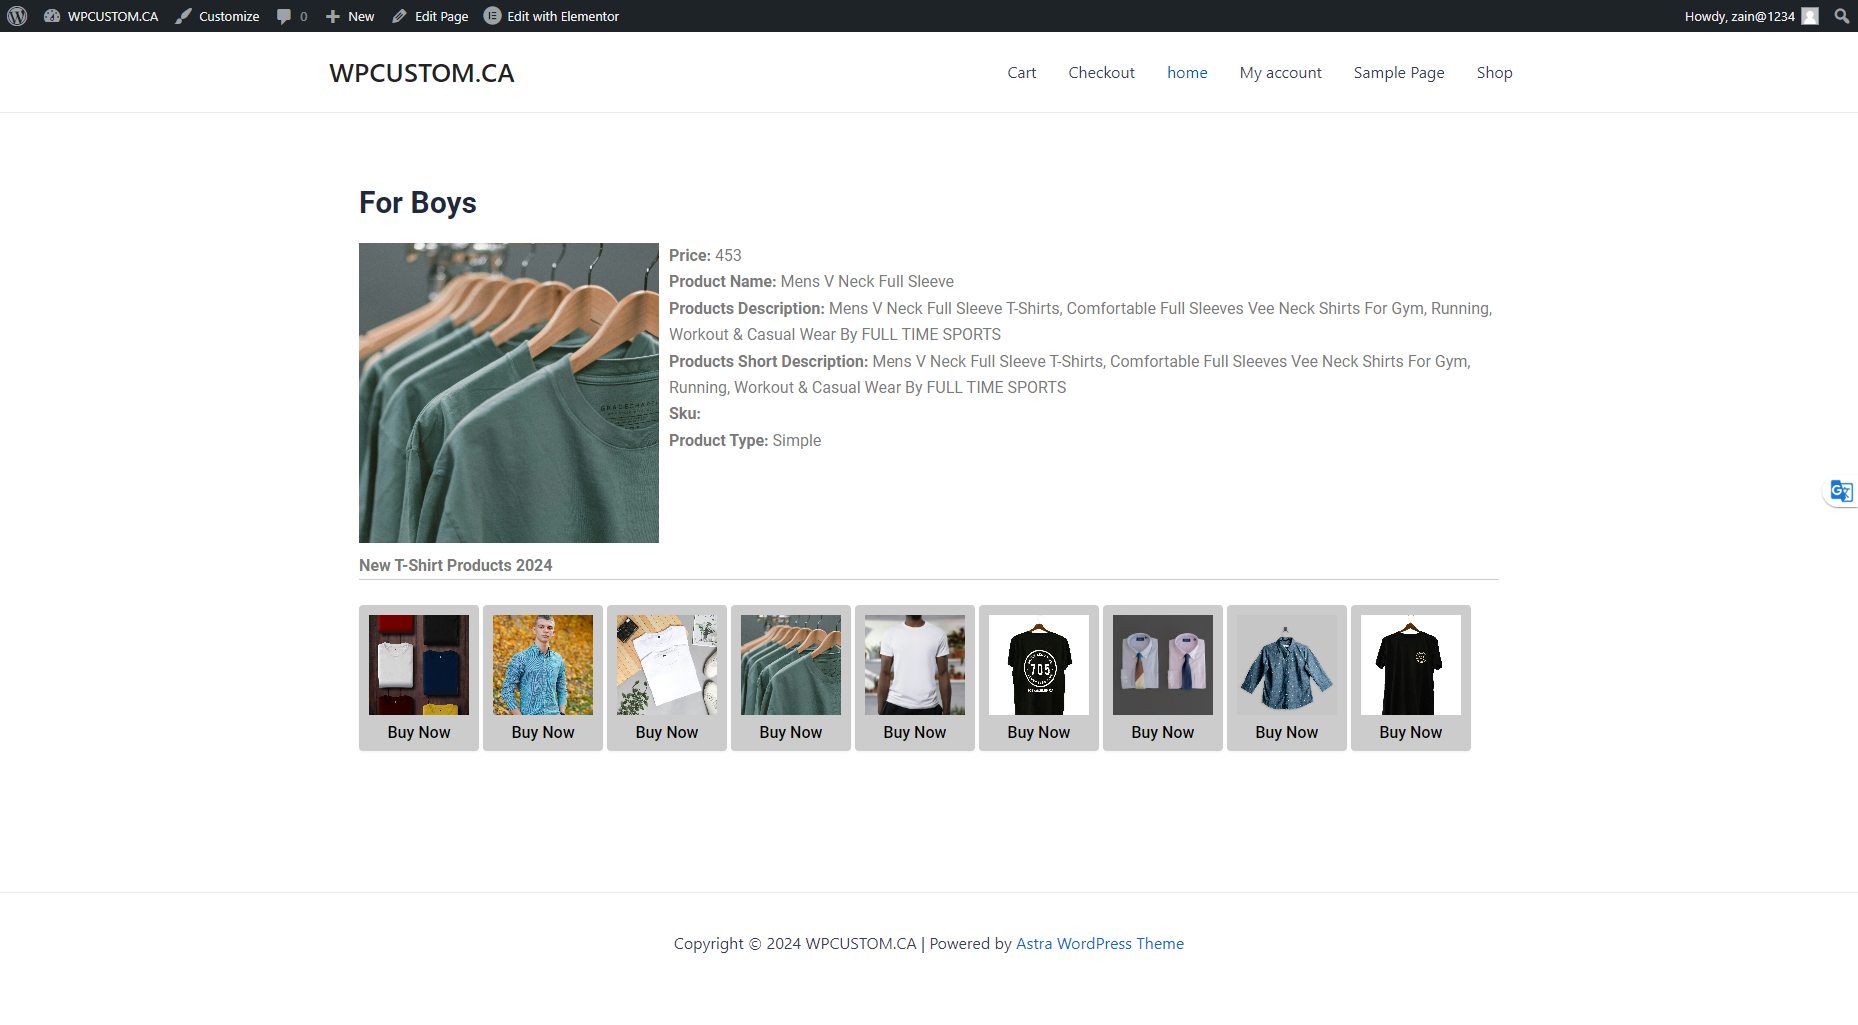 WPCUSTOM.CA Customize 0 New Edit Page Edit with Elementor Howdy, zain@1234
WPCUSTOM.CA Cart Checkout home My account Sample Page Shop
For Boys
Price: 453
Product Name: Mens V Neck Full Sleeve
Products Description: Mens V Neck Full Sleeve T-Shirts, Comfortable Full Sleeves Vee Neck Shirts For Gym, Running,
Workout & Casual Wear By FULL TIME SPORTS
Products Short Description: Mens V Neck Full Sleeve T-Shirts, Comfortable Full Sleeves Vee Neck Shirts For Gym,
Running, Workout & Casual Wear By FULL TIME SPORTS
Sku:
Product Type: Simple
New T-Shirt Products 2024
705
Buy Now Buy Now Buy Now Buy Now Buy Now Buy Now Buy Now Buy Now Buy Now
Copyright © 2024 WPCUSTOM.CA | Powered by Astra WordPress Theme